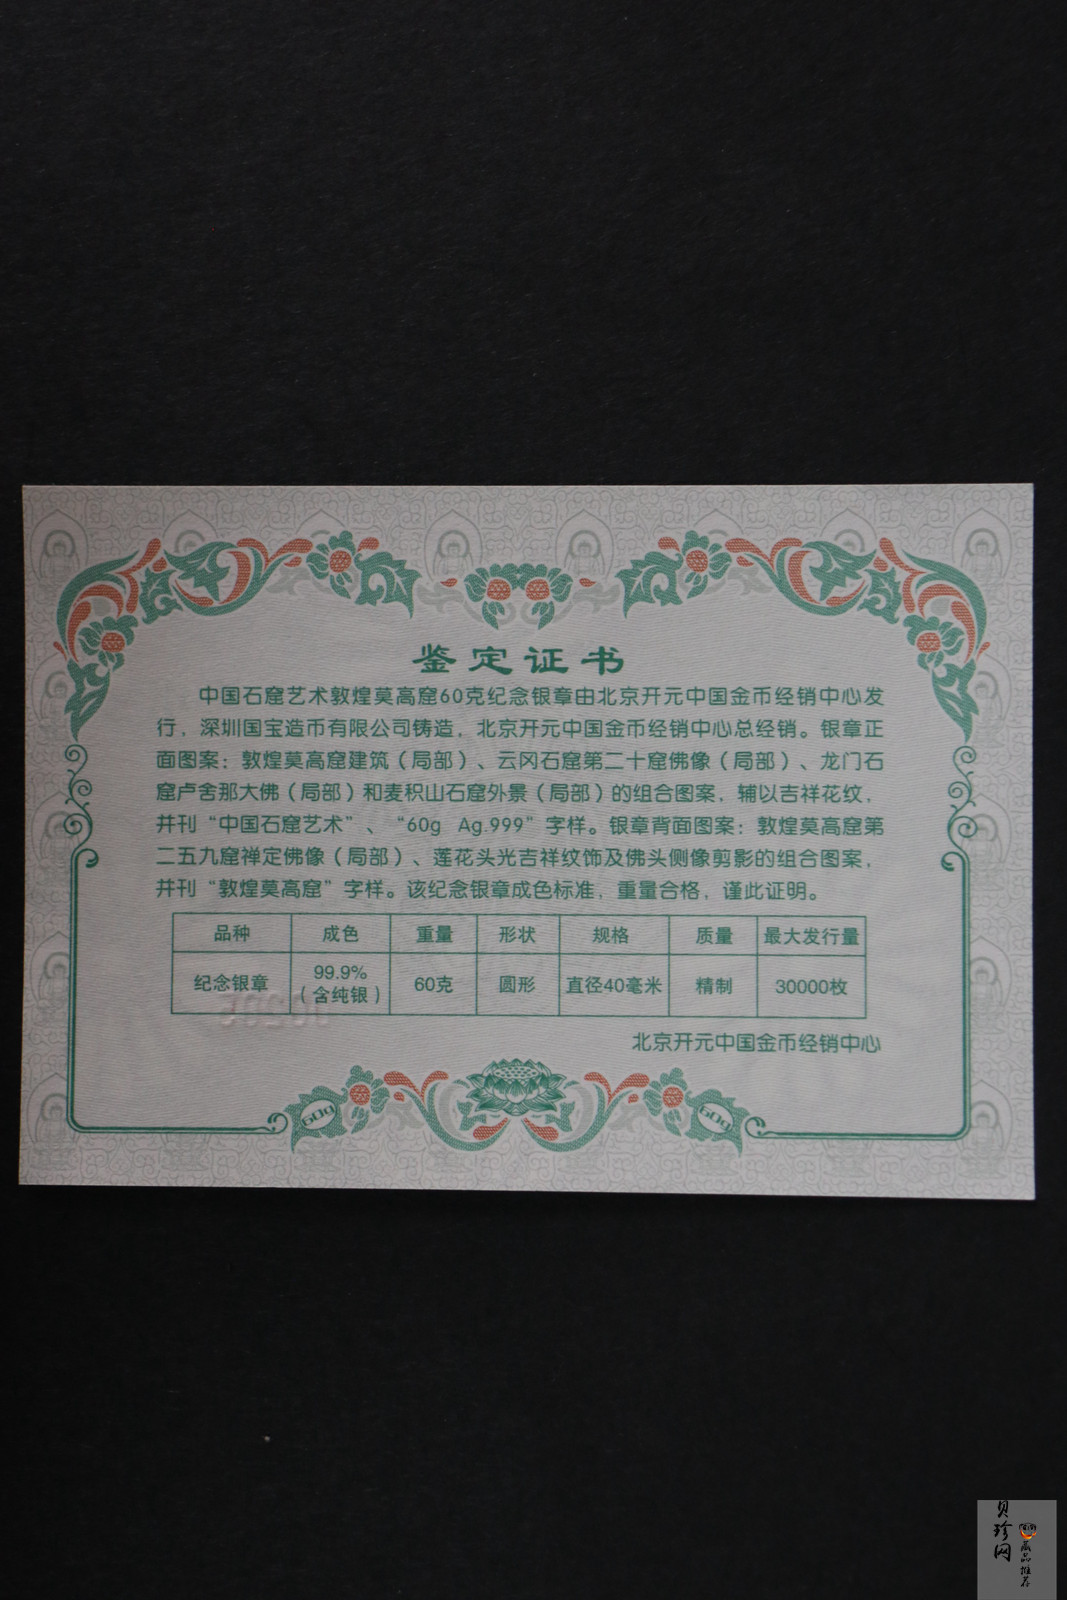 鉴定证书
中国石窟艺术敦煌莫高窟60克纪念银章由北京开元中国金币经销中心发
行，深圳国宝造币有限公司铸造，北京开元中国金币经销中心总经销。银章正
面图案：敦煌莫高窟建筑（局部）、云冈石窟第二十窟佛像（局部）、龙门石
窟卢舍那大佛（局部）和麦积山石窟外景（局部）的组合图案，辅以吉祥花纹，
并刊“中国石窟艺术”、“60g Ag.999”字样。银章背面图案：敦煌莫高窟第
二五九窟禅定佛像（局部）、莲花头光吉祥纹饰及佛头侧像剪影的组合图案，
并刊“敦煌莫高窟”字样。该纪念银章成色标准，重量合格，谨此证明。
品种 成色 重量 形状 规格 质量 最大发行量
纪念银章 99.9%（含纯银） 60克 圆形 直径40毫米 精制 30000枚
北京开元中国金币经销中心
60g 60g
贝珍网
藏品推荐